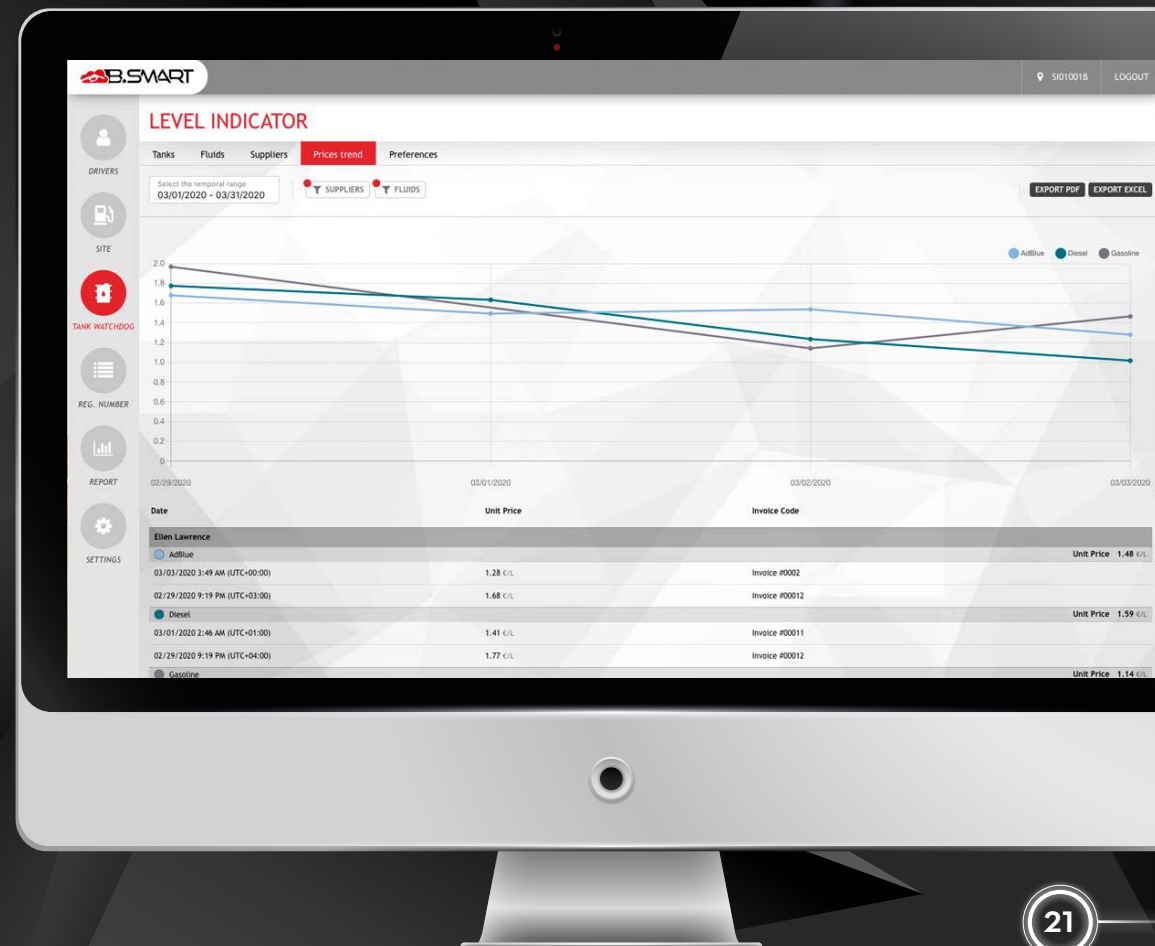 B.SMART
SI01001B LOGOUT
LEVEL INDICATOR
Tanks Fluids Suppliers Prices trend Preferences
Select the temporal range
03/01/2020 - 03/31/2020
SUPPLIERS FLUIDS EXPORT PDF EXPORT EXCEL
DRIVERS
SITE
TANK WATCHDOG
REG. NUMBER
REPORT
SETTINGS
AdBlue Diesel Gasoline
2.0
1.8
1.6
1.4
1.2
1.0
0.8
0.6
0.4
0.2
0
02/29/2020 03/01/2020 03/02/2020 03/03/2020
Date Unit Price Invoice Code
Ellen Lawrence
AdBlue Unit Price 1.48 €/L
03/03/2020 3:49 AM (UTC+00:00) 1.28 €/L Invoice #0002
02/29/2020 9:19 PM (UTC+03:00) 1.68 €/L Invoice #00012
Diesel Unit Price 1.59 €/L
03/01/2020 2:46 AM (UTC+01:00) 1.41 €/L Invoice #00011
02/29/2020 9:19 PM (UTC+04:00) 1.77 €/L Invoice #00012
Gasoline Unit Price 1.14 €/L
21